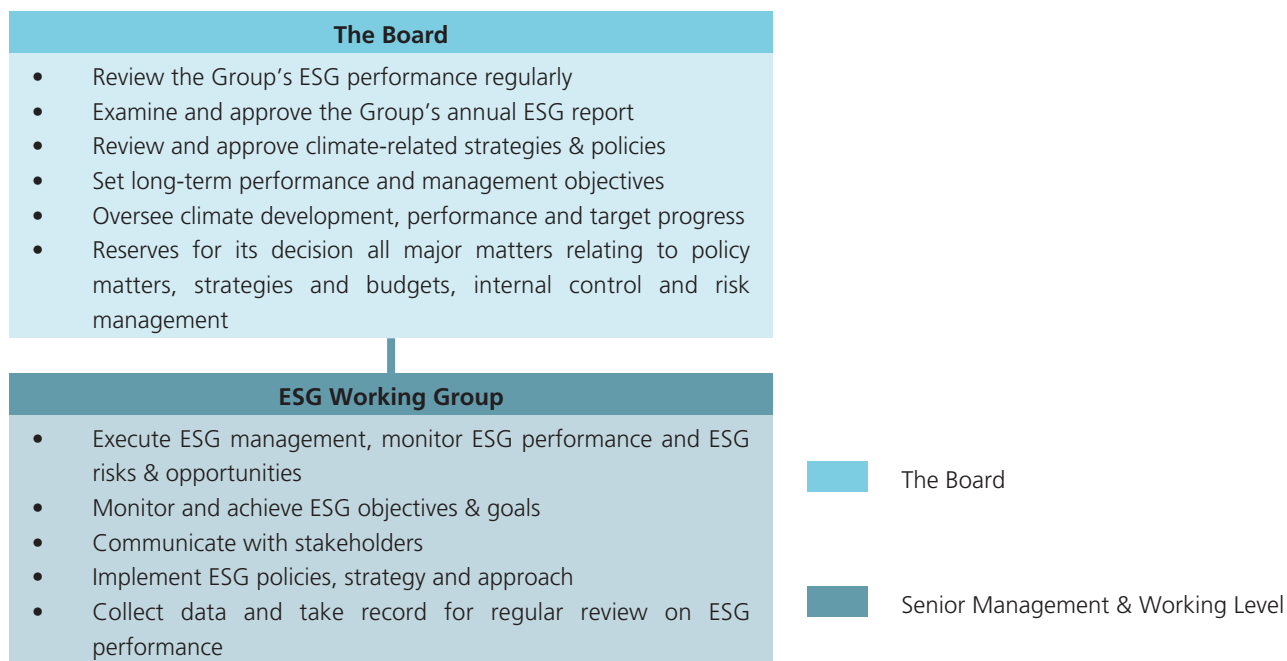 The Board
• Review the Group’s ESG performance regularly
• Examine and approve the Group’s annual ESG report
• Review and approve climate-related strategies & policies
• Set long-term performance and management objectives
• Oversee climate development, performance and target progress
• Reserves for its decision all major matters relating to policy
matters, strategies and budgets, internal control and risk
management
ESG Working Group
• Execute ESG management, monitor ESG performance and ESG
risks & opportunities
• Monitor and achieve ESG objectives & goals
• Communicate with stakeholders
• Implement ESG policies, strategy and approach
• Collect data and take record for regular review on ESG
performance
The Board
Senior Management & Working Level